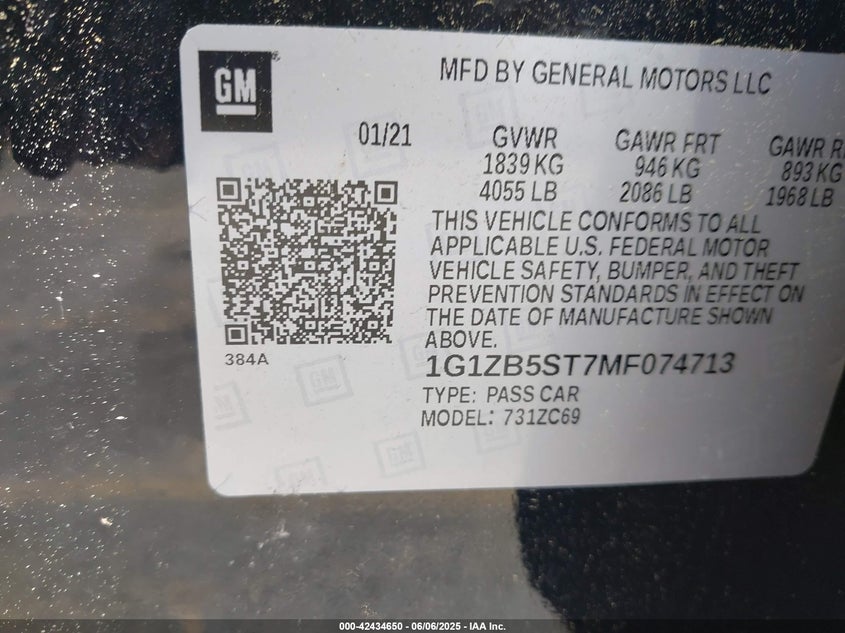 GM
MFD BY GENERAL MOTORS LLC
01/21 GVWR GAWR FRT GAWR R
1839 KG 946 KG 893 KG
4055 LB 2086 LB 1968 LB
THIS VEHICLE CONFORMS TO ALL
APPLICABLE U.S. FEDERAL MOTOR
VEHICLE SAFETY, BUMPER, AND THEFT
PREVENTION STANDARDS IN EFFECT ON
THE DATE OF MANUFACTURE SHOWN
ABOVE.
384A
1G1ZB5ST7MF074713
TYPE: PASS CAR
MODEL: 731ZC69
000-42434650 / 06/06/2025 - IAA Inc.